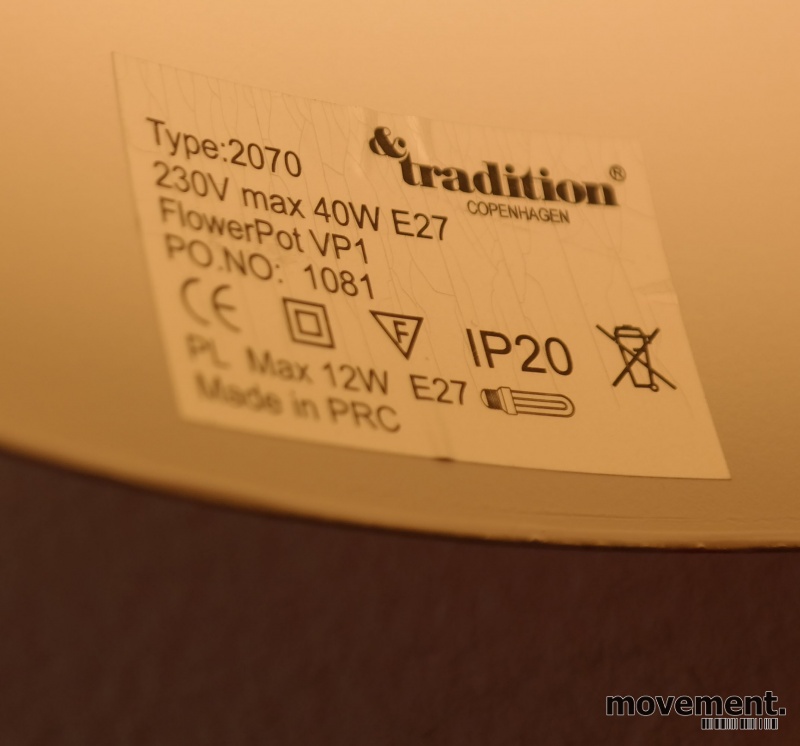 Type:2070
&tradition®
COPENHAGEN
230V max 40W E27
FlowerPot VP1
PO.NO: 1081
CE F IP20
PL Max 12W E27
Made in PRC
movement.